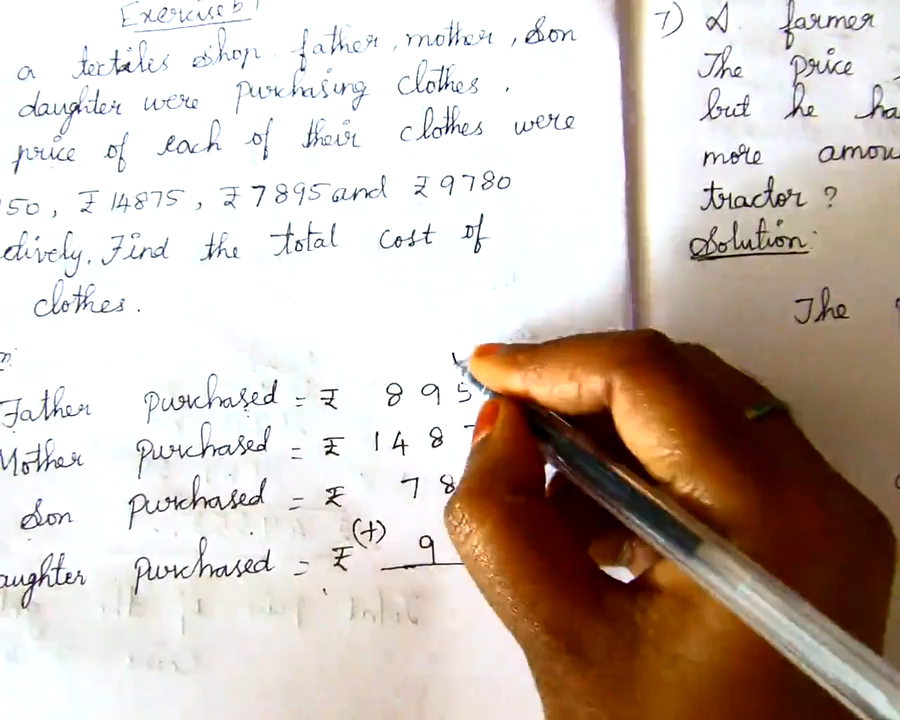 Exercise 5.1
a textiles shop father, mother, son
daughter were purchasing clothes.
price of each of their clothes were
50, ₹14875, ₹7895 and ₹9780
ctively. Find the total cost of
clothes.
Father purchased = ₹ 895
Mother purchased = ₹ 148
Son purchased = ₹ 78
aughter purchased = ₹ (+) 9
7) A farmer
The price
but he ha
more amou
tractor ?
Solution:
The